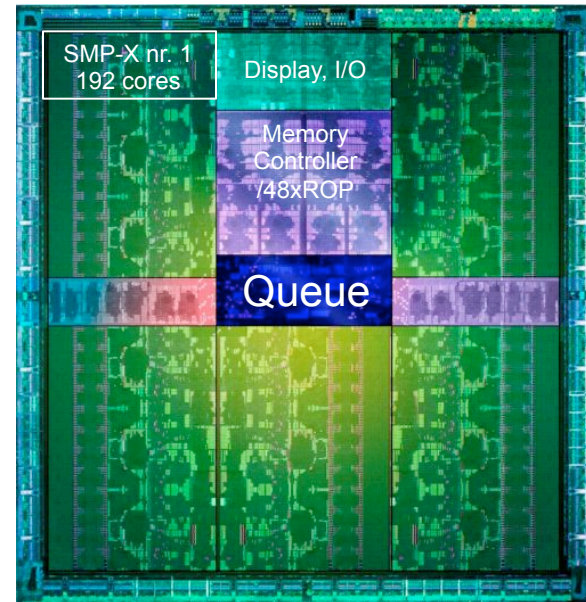 SMP-X nr. 1
192 cores
Display, I/O
Memory
Controller
/48xROP
Queue